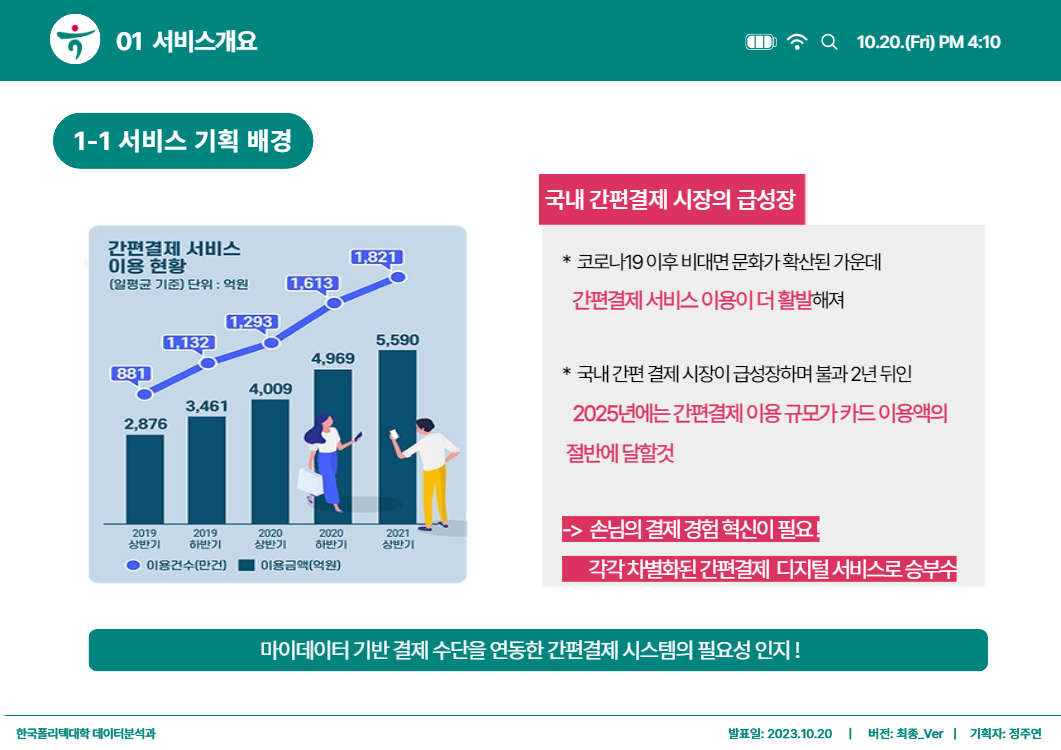 01 서비스개요
10.20.(Fri) PM 4:10
1-1 서비스 기획 배경
간편결제 서비스
이용 현황
(일평균 기준) 단위 : 억원
881
1,132
1,293
1,613
1,821
2,876
3,461
4,009
4,969
5,590
2019
상반기
2019
하반기
2020
상반기
2020
하반기
2021
상반기
이용건수(만건)
이용금액(억원)
국내 간편결제 시장의 급성장
* 코로나19 이후 비대면 문화가 확산된 가운데
간편결제 서비스 이용이 더 활발해져
* 국내 간편 결제 시장이 급성장하며 불과 2년 뒤인
2025년에는 간편결제 이용 규모가 카드 이용액의
절반에 달할것
-> 손님의 결제 경험 혁신이 필요!
각각 차별화된 간편결제 디지털 서비스로 승부수
마이데이터 기반 결제 수단을 연동한 간편결제 시스템의 필요성 인지 !
한국폴리텍대학 데이터분석과
발표일: 2023.10.20 | 버전: 최종_Ver | 기획자: 정주연